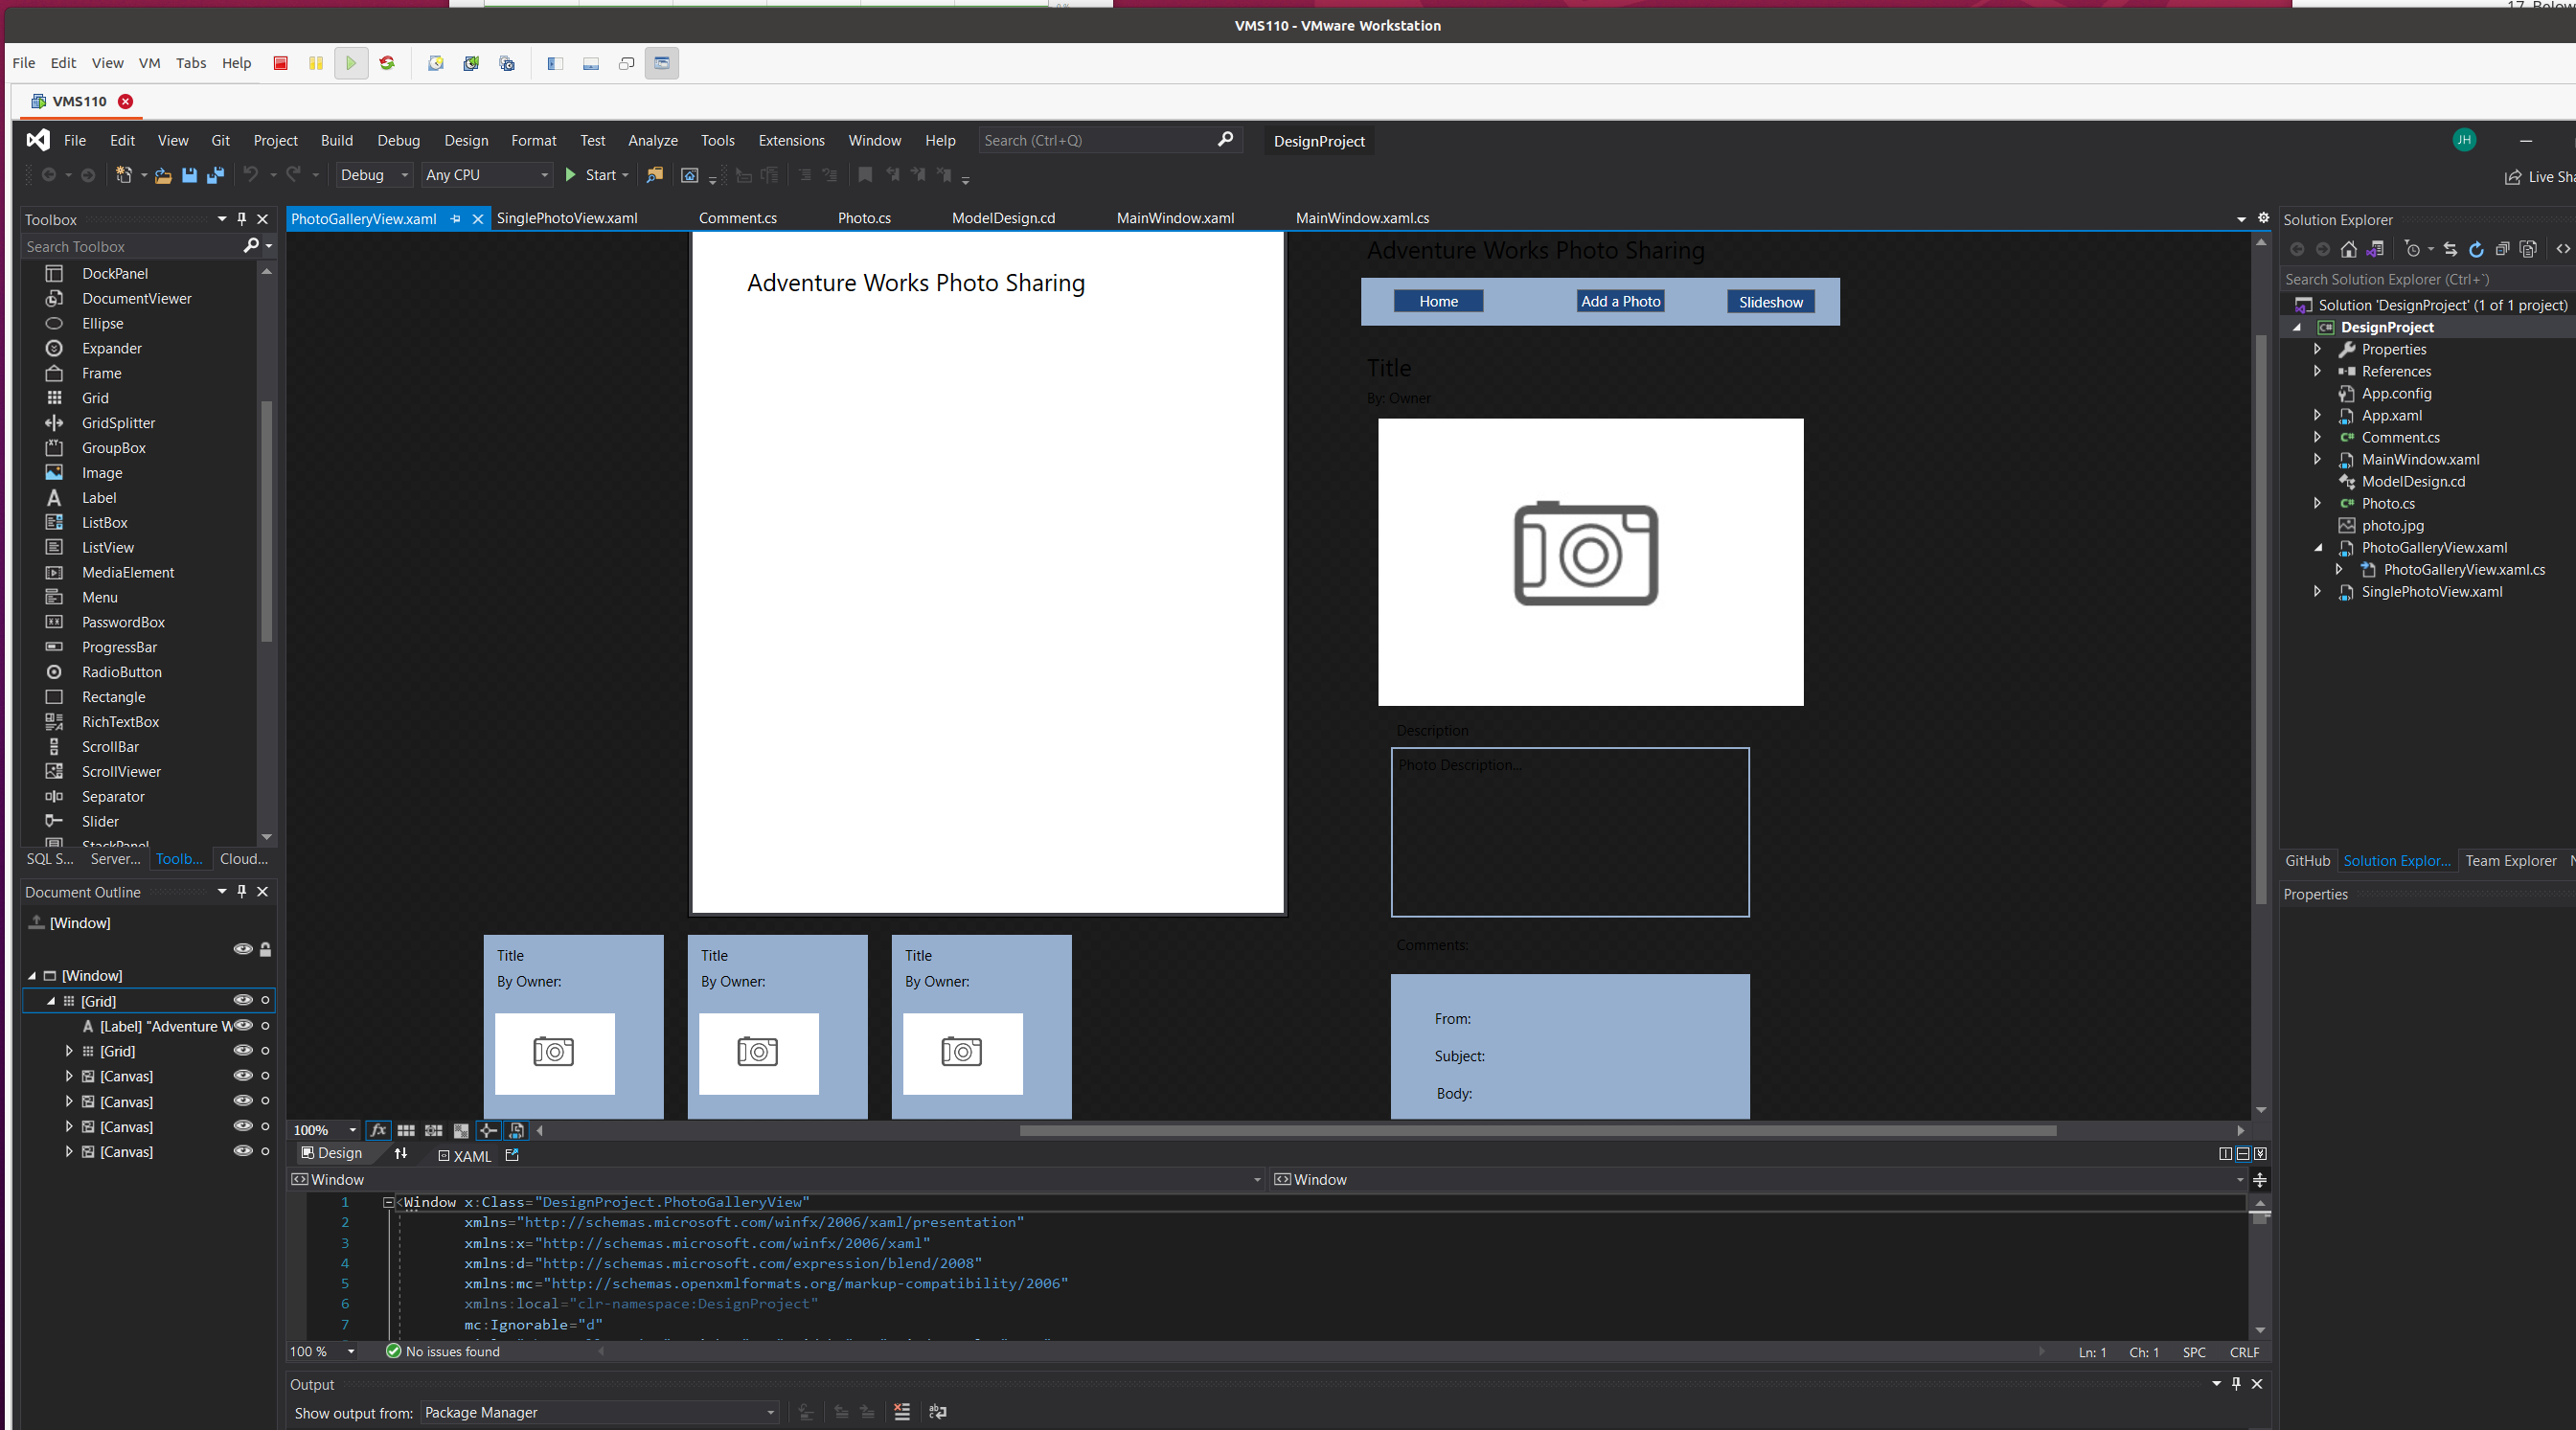 0 %
17. Below
VMS110 - VMware Workstation
File Edit View VM Tabs Help
VMS110
File Edit View Git Project Build Debug Design Format Test Analyze Tools Extensions Window Help Search (Ctrl+Q) DesignProject JH
Debug Any CPU Start Live Sha
Toolbox
Search Toolbox
DockPanel
DocumentViewer
Ellipse
Expander
Frame
Grid
GridSplitter
GroupBox
Image
Label
ListBox
ListView
MediaElement
Menu
PasswordBox
ProgressBar
RadioButton
Rectangle
RichTextBox
ScrollBar
ScrollViewer
Separator
Slider
StackPanel
SQL S... Server... Toolb... Cloud...
Document Outline
[Window]
[Window]
[Grid]
[Label] "Adventure W
[Grid]
[Canvas]
[Canvas]
[Canvas]
[Canvas]
PhotoGalleryView.xaml SinglePhotoView.xaml Comment.cs Photo.cs ModelDesign.cd MainWindow.xaml MainWindow.xaml.cs
Adventure Works Photo Sharing
Adventure Works Photo Sharing
Home Add a Photo Slideshow
Title
By: Owner
Description
Photo Description...
Comments:
From:
Subject:
Body:
Title
By Owner:
Title
By Owner:
Title
By Owner:
100% fx
Design XAML
Window Window
1 <Window x:Class="DesignProject.PhotoGalleryView"
2 xmlns="http://schemas.microsoft.com/winfx/2006/xaml/presentation"
3 xmlns:x="http://schemas.microsoft.com/winfx/2006/xaml"
4 xmlns:d="http://schemas.microsoft.com/expression/blend/2008"
5 xmlns:mc="http://schemas.openxmlformats.org/markup-compatibility/2006"
6 xmlns:local="clr-namespace:DesignProject"
7 mc:Ignorable="d"
100 % No issues found Ln: 1 Ch: 1 SPC CRLF
Output
Show output from: Package Manager
Solution Explorer
Search Solution Explorer (Ctrl+¨)
Solution 'DesignProject' (1 of 1 project)
DesignProject
Properties
References
App.config
App.xaml
Comment.cs
MainWindow.xaml
ModelDesign.cd
Photo.cs
photo.jpg
PhotoGalleryView.xaml
PhotoGalleryView.xaml.cs
SinglePhotoView.xaml
GitHub Solution Explor... Team Explorer N
Properties